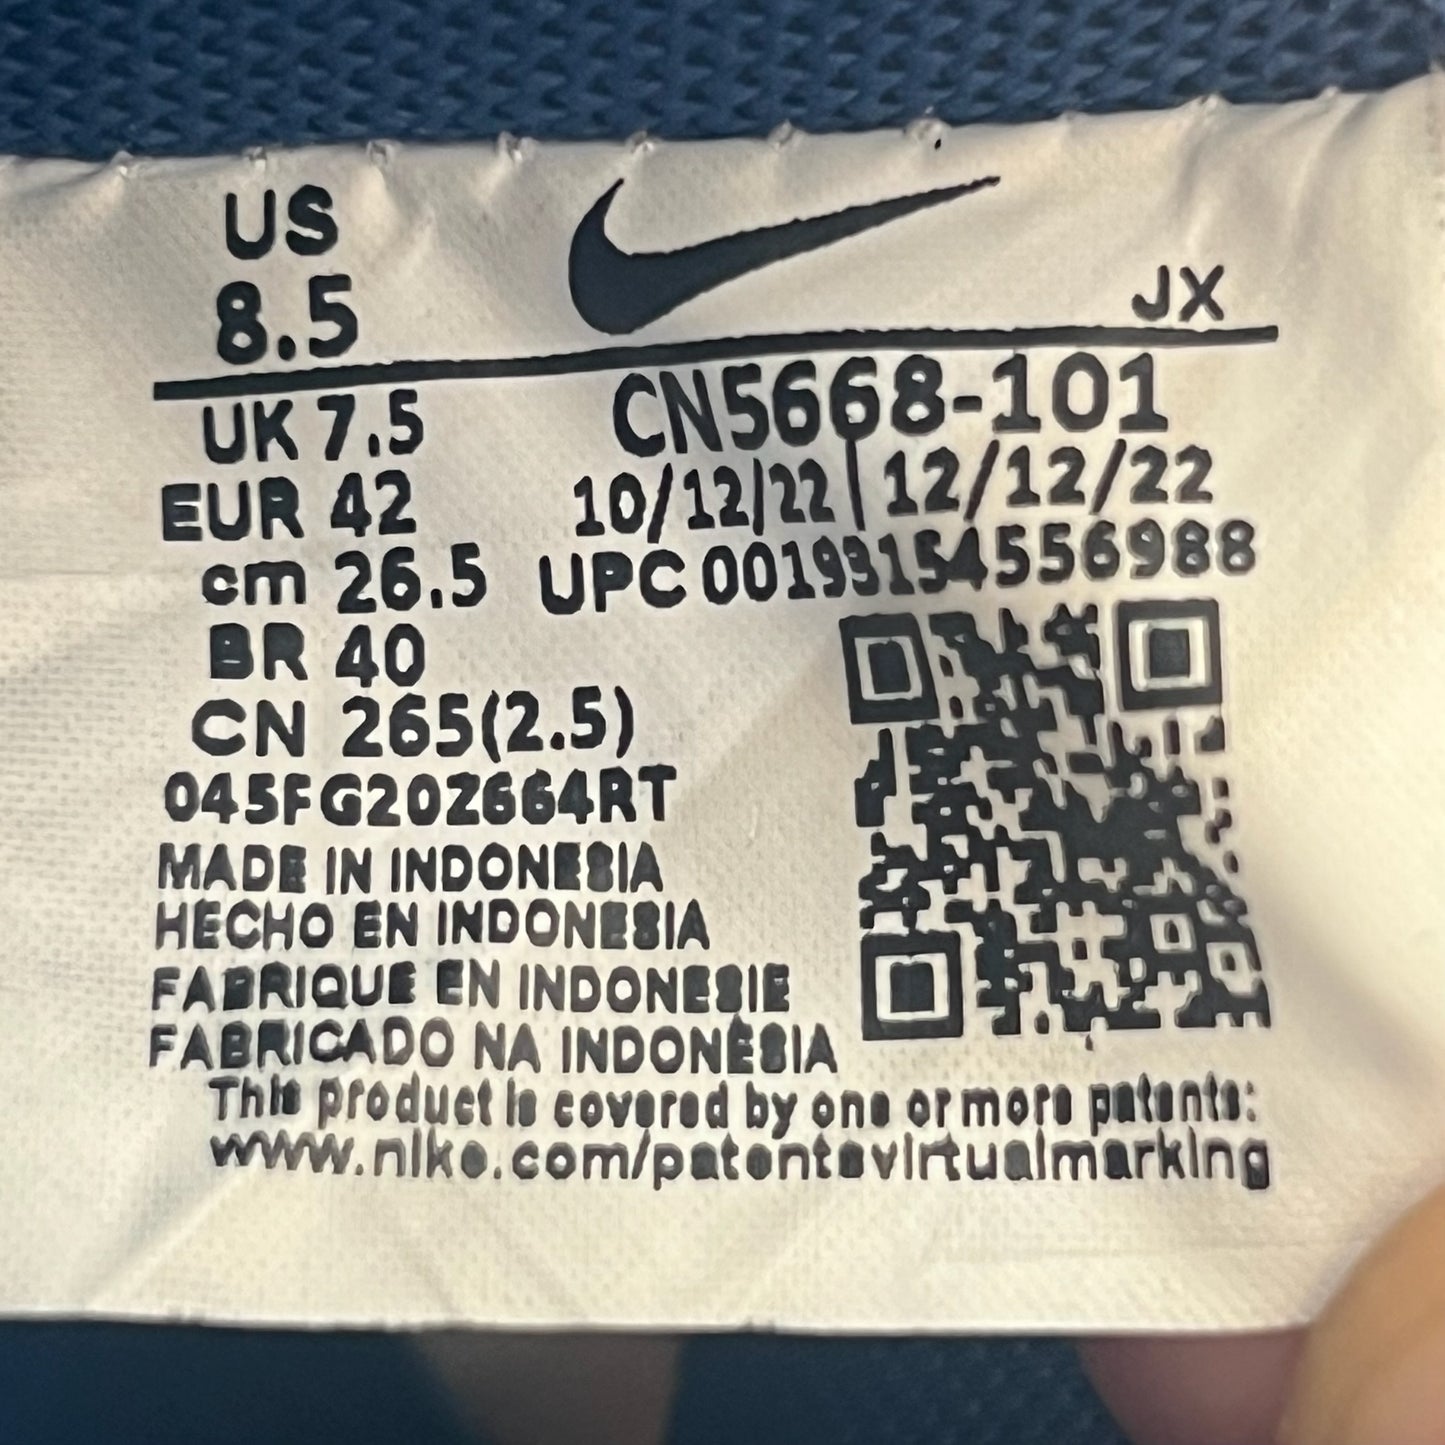 US
8.5
JX
UK 7.5
CN5668-101
EUR 42
10/12/22 | 12/12/22
cm 26.5
UPC 00193154556988
BR 40
CN 265(2.5)
045FG20Z664RT
MADE IN INDONESIA
HECHO EN INDONESIA
FABRIQUE EN INDONESIE
FABRICADO NA INDONÉSIA
This product is covered by one or more patents:
www.nike.com/patentsvirtualmarking